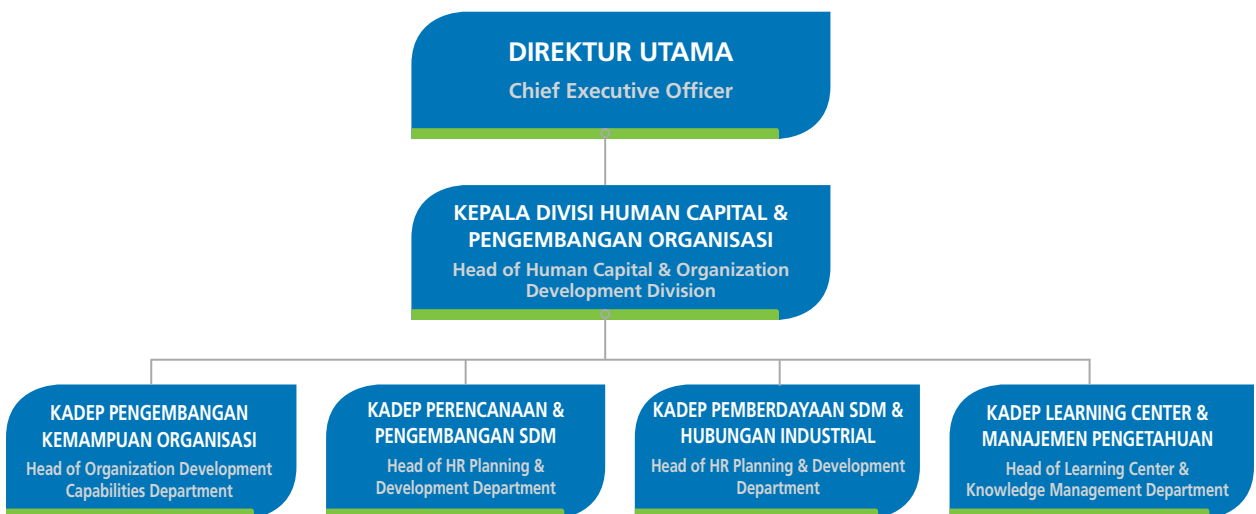 DIREKTUR UTAMA
Chief Executive Officer
KEPALA DIVISI HUMAN CAPITAL &
PENGEMBANGAN ORGANISASI
Head of Human Capital & Organization
Development Division
KADEP PENGEMBANGAN
KEMAMPUAN ORGANISASI
Head of Organization Development
Capabilities Department
KADEP PERENCANAAN &
PENGEMBANGAN SDM
Head of HR Planning &
Development Department
KADEP PEMBERDAYAAN SDM &
HUBUNGAN INDUSTRIAL
Head of HR Planning & Development
Department
KADEP LEARNING CENTER &
MANAJEMEN PENGETAHUAN
Head of Learning Center &
Knowledge Management Department